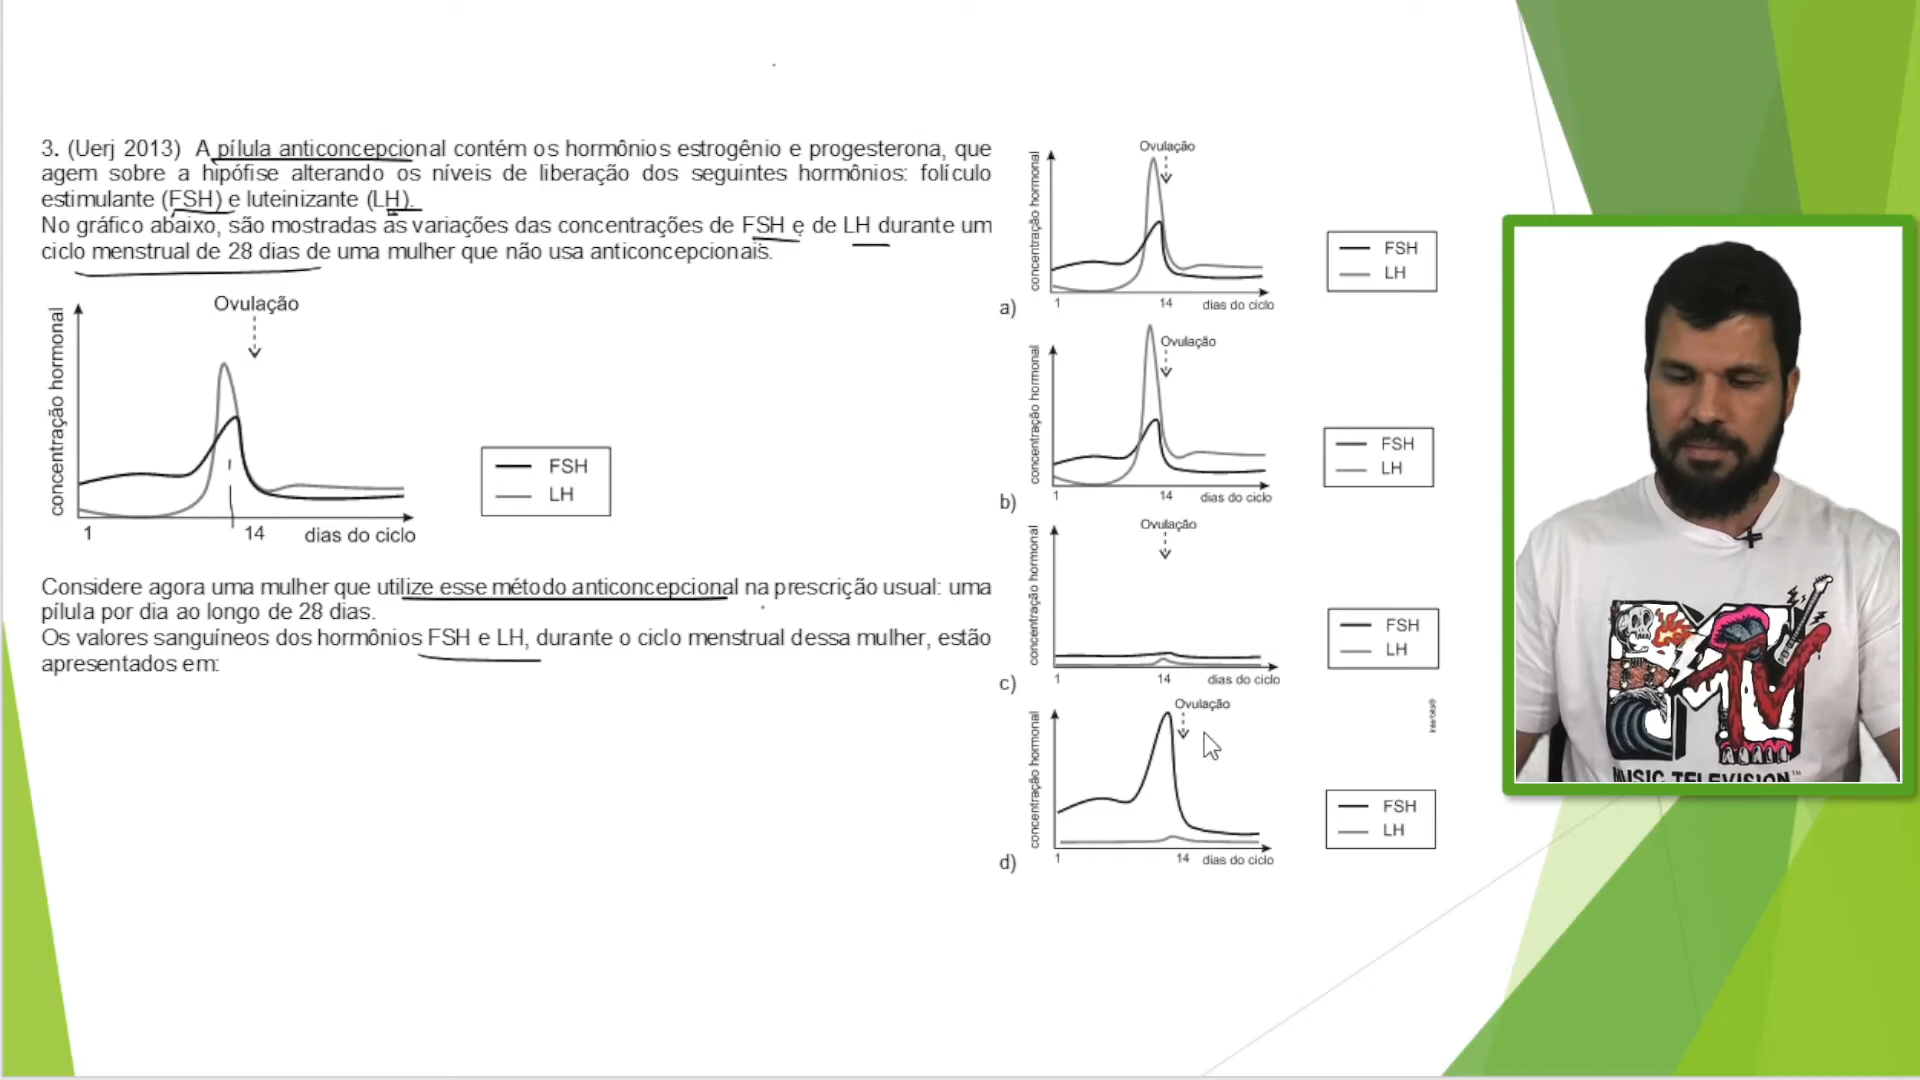 3. (Uerj 2013) A pílula anticoncepcional contém os hormônios estrogênio e progesterona, que
agem sobre a hipófise alterando os níveis de liberação dos seguintes hormônios: folículo
estimulante (FSH) e luteinizante (LH).
No gráfico abaixo, são mostradas as variações das concentrações de FSH e de LH durante um
ciclo menstrual de 28 dias de uma mulher que não usa anticoncepcionais.
Ovulação
concentração hormonal
FSH
LH
1
14
dias do ciclo
Considere agora uma mulher que utilize esse método anticoncepcional na prescrição usual: uma
pílula por dia ao longo de 28 dias.
Os valores sanguíneos dos hormônios FSH e LH, durante o ciclo menstrual dessa mulher, estão
apresentados em:
Ovulação
concentração hormonal
FSH
LH
1
14
dias do ciclo
a)
Ovulação
concentração hormonal
FSH
LH
1
14
dias do ciclo
b)
Ovulação
concentração hormonal
FSH
LH
1
14
dias do ciclo
c)
Ovulação
concentração hormonal
FSH
LH
1
14
dias do ciclo
d)
MUSIC TELEVISION™